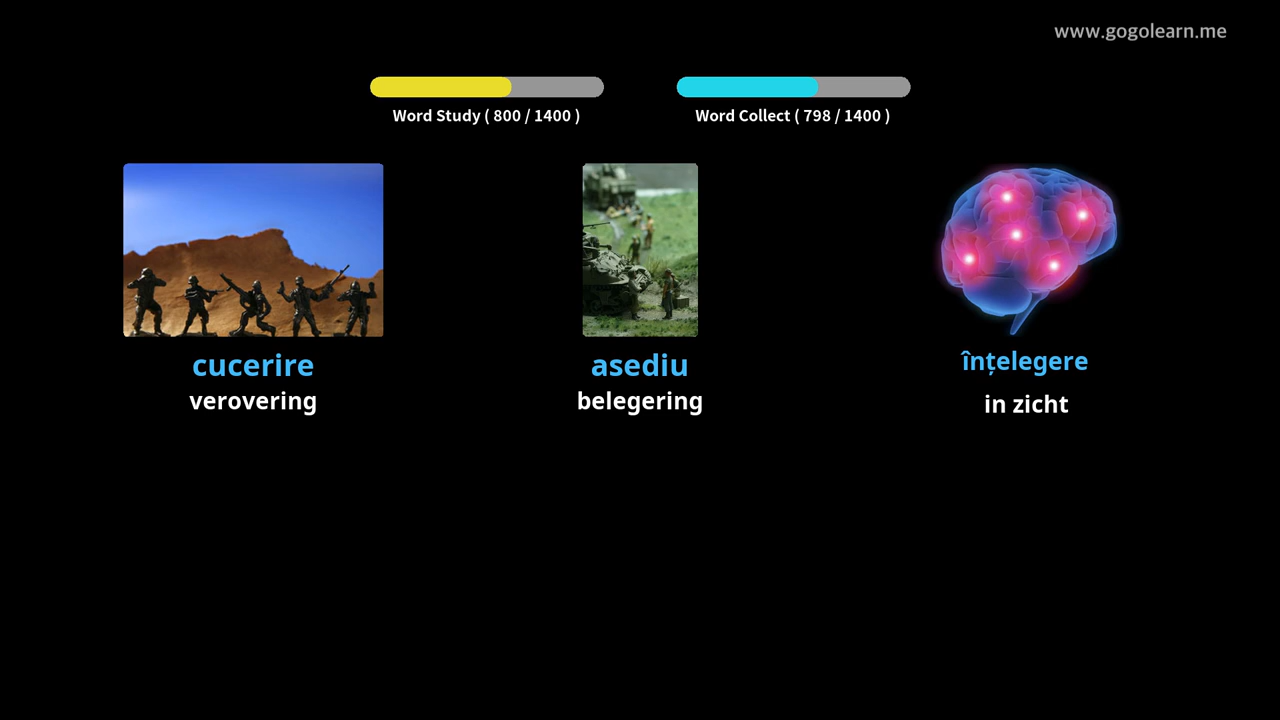 www.gogolearn.me
Word Study ( 800 / 1400 )
Word Collect ( 798 / 1400 )
cucerire
verovering
asediu
belegering
înțelegere
in zicht